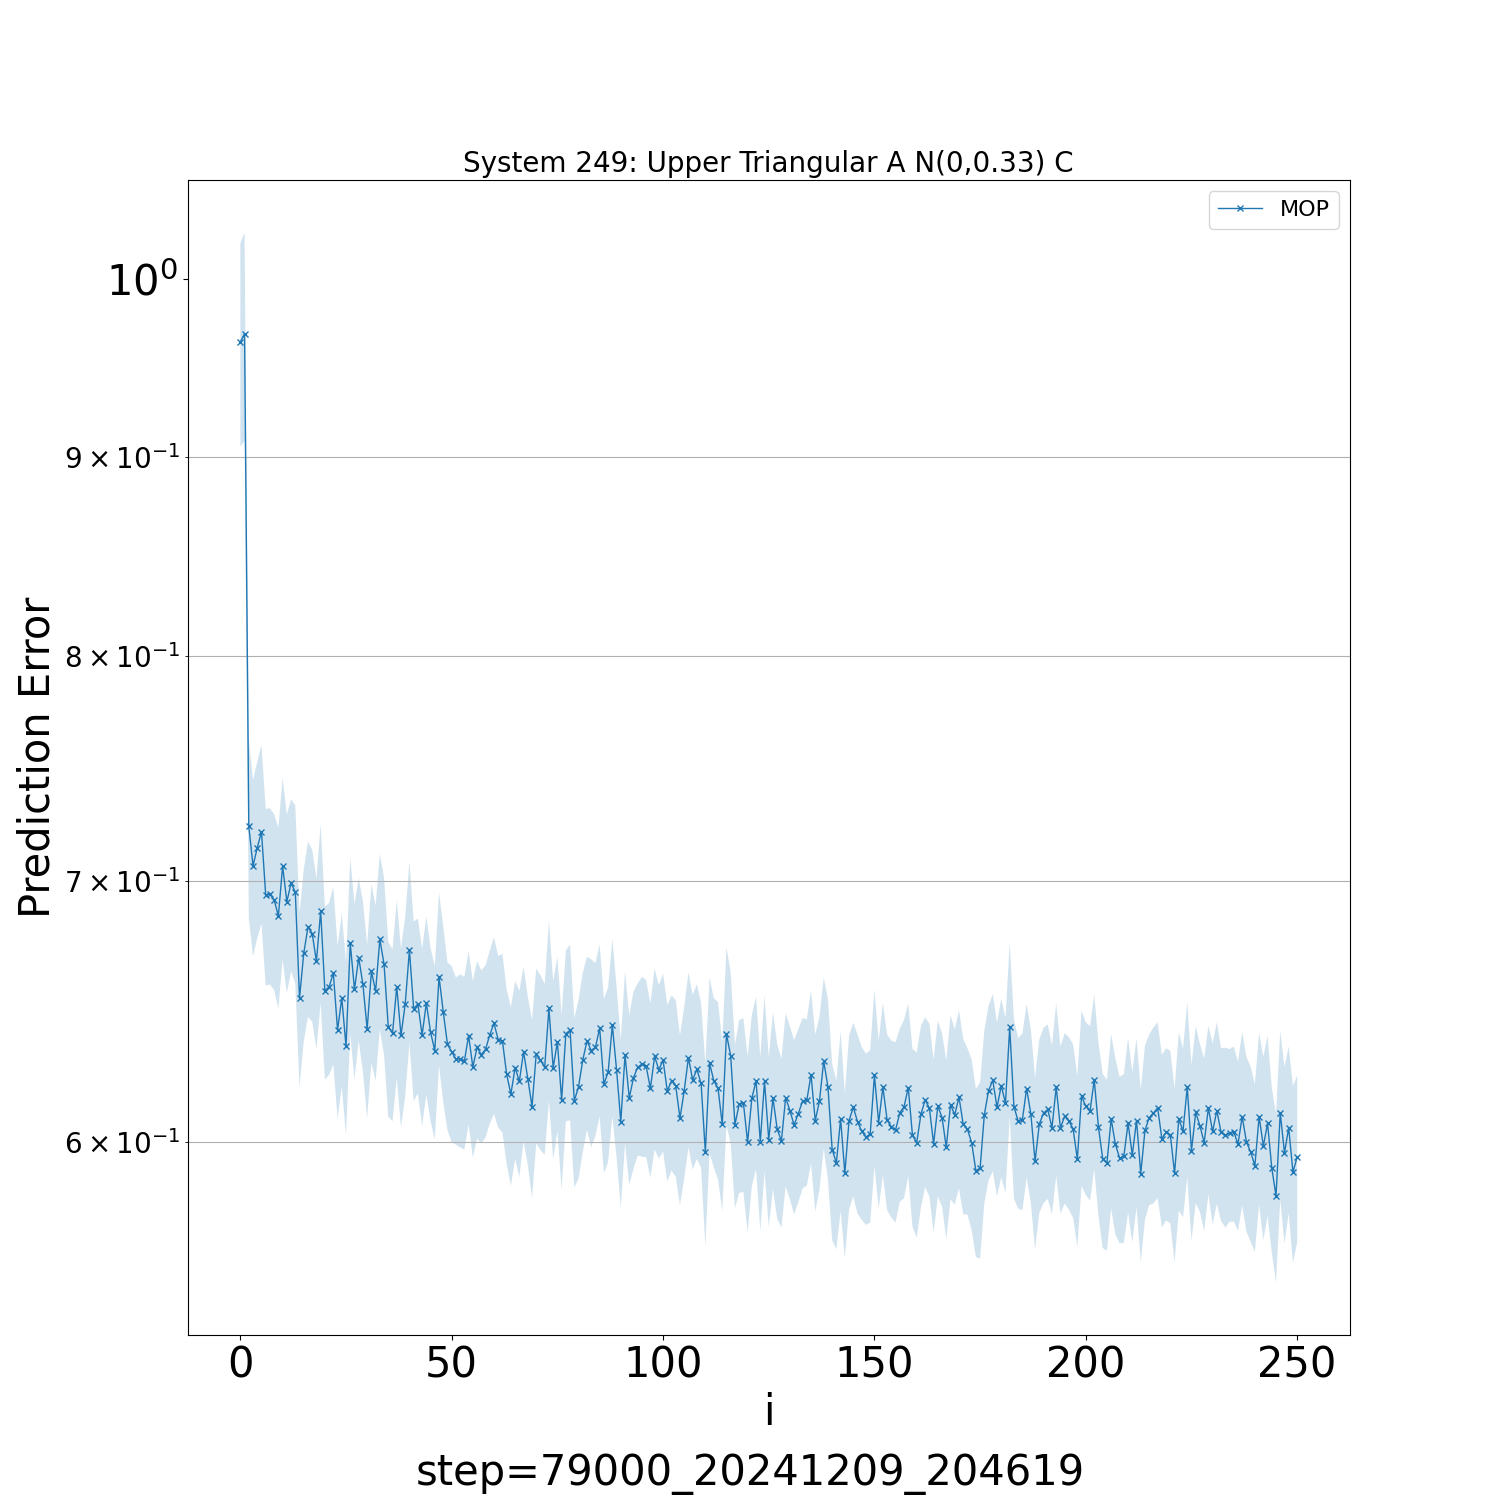 System 249: Upper Triangular A N(0,0.33) C
MOP
10⁰
9 × 10⁻¹
8 × 10⁻¹
7 × 10⁻¹
6 × 10⁻¹
Prediction Error
0 50 100 150 200 250
i
step=79000_20241209_204619